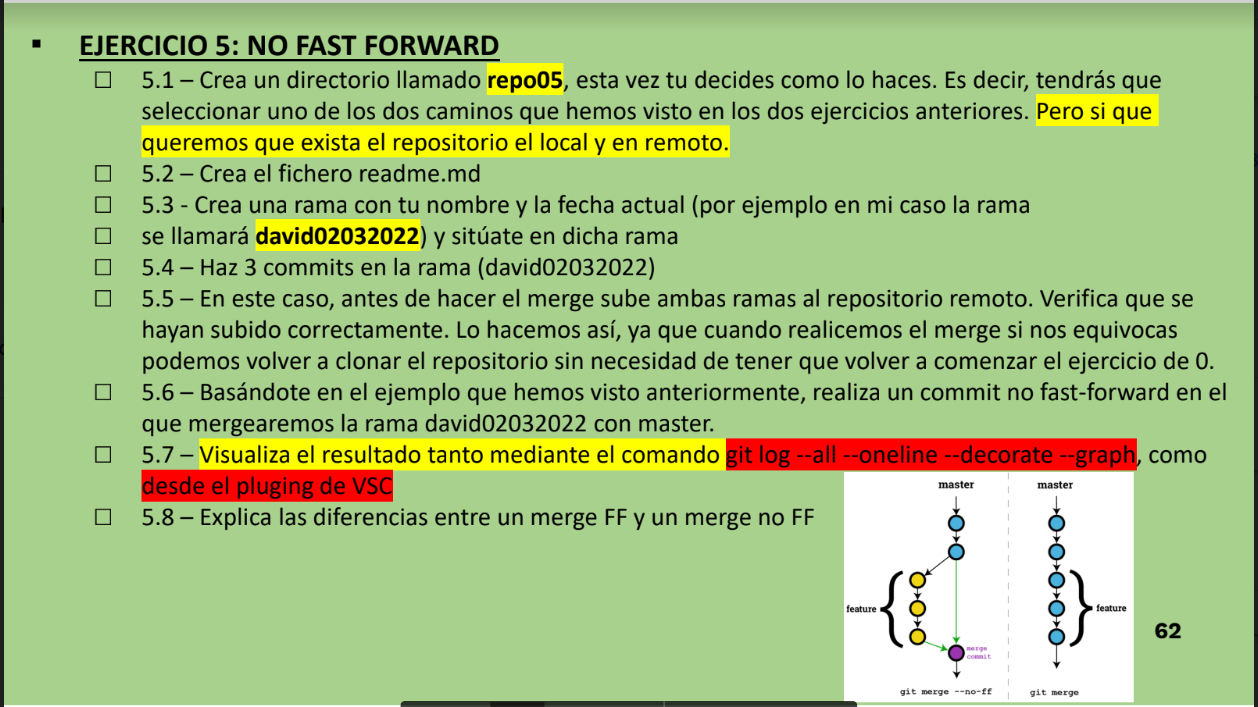 ▪ EJERCICIO 5: NO FAST FORWARD
☐ 5.1 – Crea un directorio llamado repo05, esta vez tu decides como lo haces. Es decir, tendrás que
seleccionar uno de los dos caminos que hemos visto en los dos ejercicios anteriores. Pero si que
queremos que exista el repositorio el local y en remoto.
☐ 5.2 – Crea el fichero readme.md
☐ 5.3 - Crea una rama con tu nombre y la fecha actual (por ejemplo en mi caso la rama
☐ se llamará david02032022) y sitúate en dicha rama
☐ 5.4 – Haz 3 commits en la rama (david02032022)
☐ 5.5 – En este caso, antes de hacer el merge sube ambas ramas al repositorio remoto. Verifica que se
hayan subido correctamente. Lo hacemos así, ya que cuando realicemos el merge si nos equivocas
podemos volver a clonar el repositorio sin necesidad de tener que volver a comenzar el ejercicio de 0.
☐ 5.6 – Basándote en el ejemplo que hemos visto anteriormente, realiza un commit no fast-forward en el
que mergearemos la rama david02032022 con master.
☐ 5.7 – Visualiza el resultado tanto mediante el comando git log --all --oneline --decorate --graph, como
desde el pluging de VSC
☐ 5.8 – Explica las diferencias entre un merge FF y un merge no FF
master
master
feature
feature
merge
commit
git merge --no-ff
git merge
62